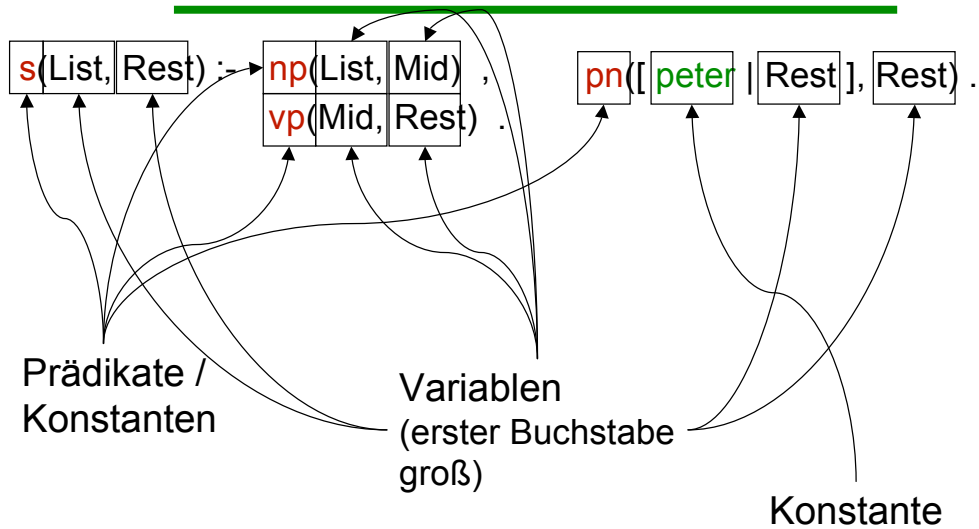 s(List, Rest) :- np(List, Mid) , pn([ peter | Rest ], Rest) .
vp(Mid, Rest) .
Prädikate /
Konstanten
Variablen
(erster Buchstabe
groß)
Konstante